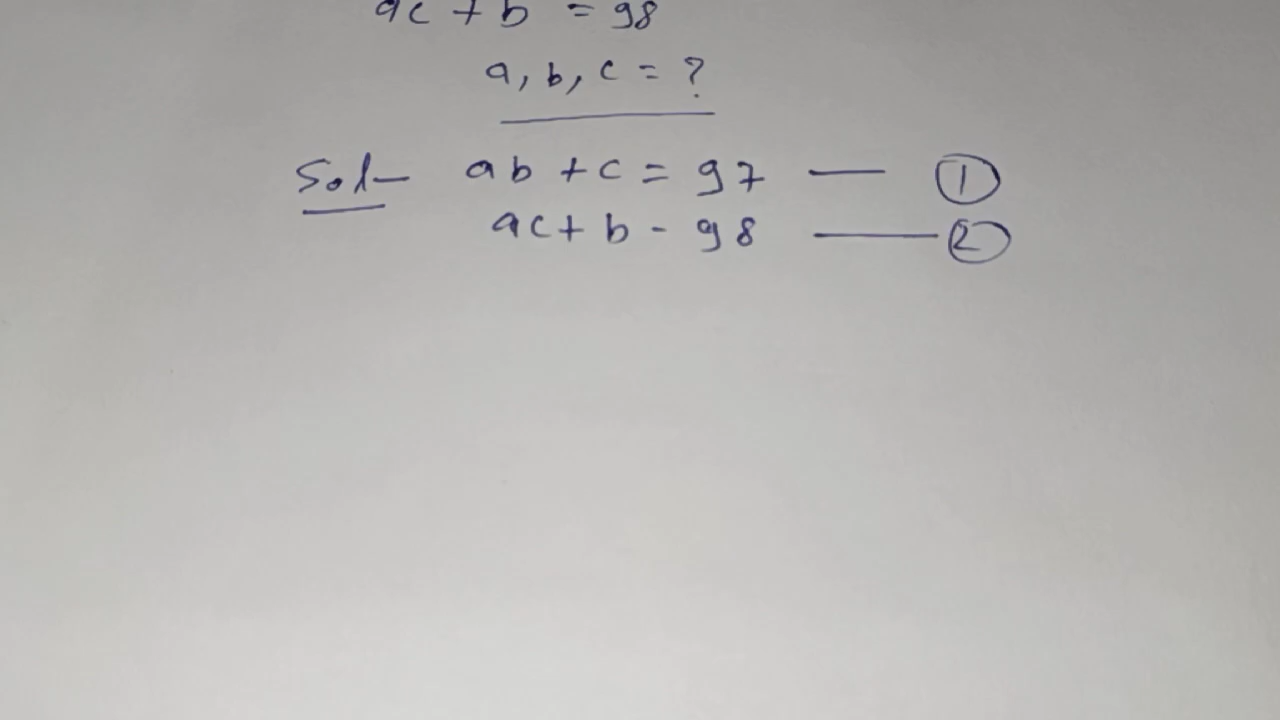 ac + b = 98
a, b, c = ?
Sol- ab + c = 97 — ①
ac + b - 98 — ②